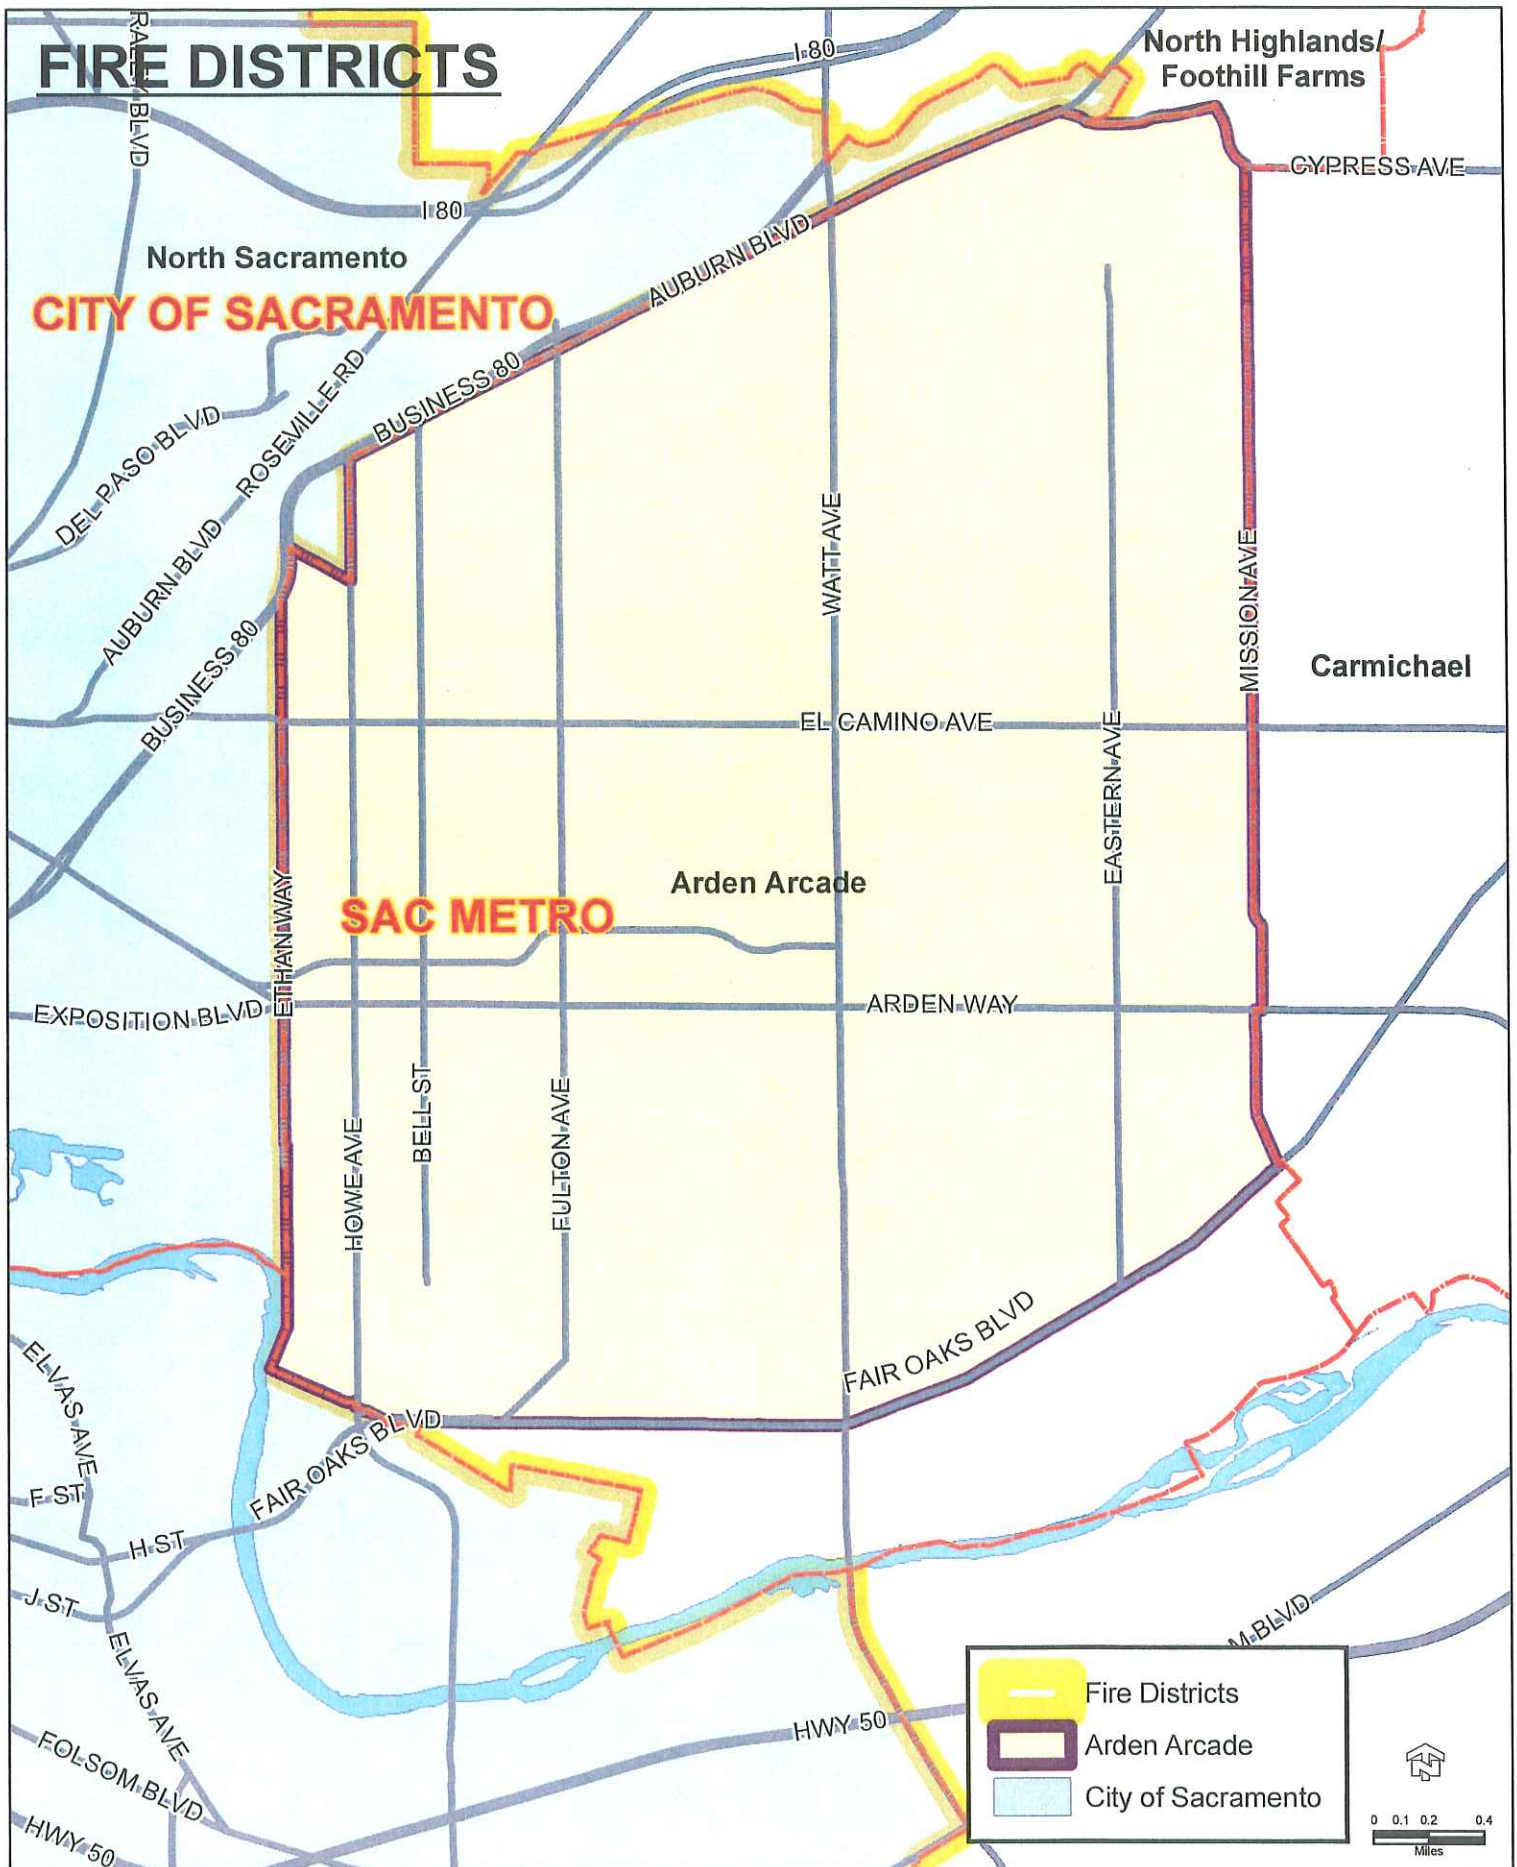 FIRE DISTRICTS
RALEY BLVD
I 80
North Highlands/
Foothill Farms
CYPRESS AVE
I 80
North Sacramento
CITY OF SACRAMENTO
AUBURN BLVD
BUSINESS 80
ROSEVILLE RD
DEL PASO BLVD
AUBURN BLVD
BUSINESS 80
WATT AVE
MISSION AVE
Carmichael
EL CAMINO AVE
EASTERN AVE
Arden Arcade
SAC METRO
ETHAN WAY
EXPOSITION BLVD
ARDEN WAY
HOWE AVE
BELL ST
FULTON AVE
FAIR OAKS BLVD
ELVAS AVE
FAIR OAKS BLVD
F ST
H ST
J ST
ELVAS AVE
M BLVD
HWY 50
FOLSOM BLVD
HWY 50
Fire Districts
Arden Arcade
City of Sacramento
N
0 0.1 0.2 0.4
Miles